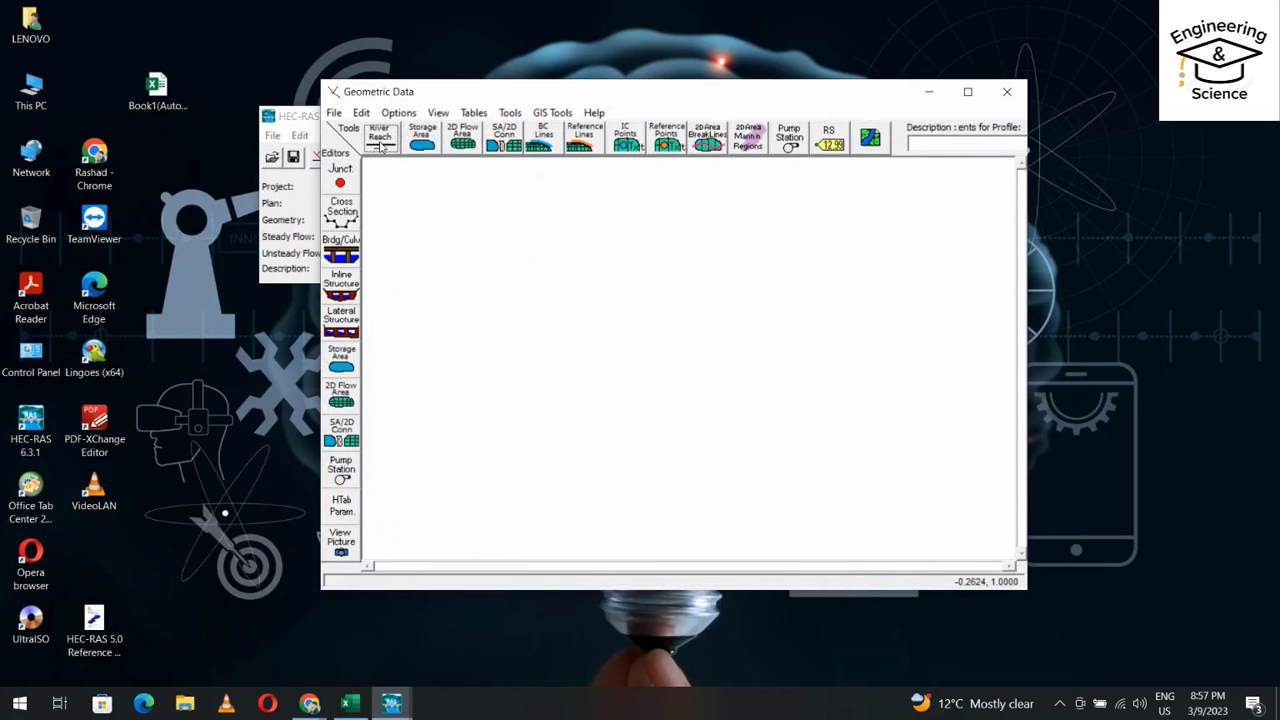 Engineering
&
Science
LENOVO
This PC
Book1(Auto...
Network
Rashad -
Chrome
Recycle Bin
TeamViewer
Acrobat
Reader
Microsoft
Edge
Control Panel
Lingoes (x64)
HEC-RAS
6.3.1
PDF-XChange
Editor
Office Tab
Center 2...
VideoLAN
Opera
browser
UltraISO
HEC-RAS 5.0
Reference ...
HEC-RAS
File Edit
Project:
Plan:
Geometry:
Steady Flow:
Unsteady Flow
Description:
Geometric Data
File Edit Options View Tables Tools GIS Tools Help
Tools
River
Reach
Storage
Area
2D Flow
Area
SA/2D
Conn
BC
Lines
Reference
Lines
IC
Points
Reference
Points
2D Area
BreakLines
2D Area
Mann n
Regions
Pump
Station
RS
12.99
Description : ents for Profile:
Editors
Junct.
Cross
Section
Brdg/Culv
Inline
Structure
Lateral
Structure
Storage
Area
2D Flow
Area
SA/2D
Conn
Pump
Station
HTab
Param.
View
Picture
-0.2624, 1.0000
12°C Mostly clear
ENG
US
8:57 PM
3/9/2023
3